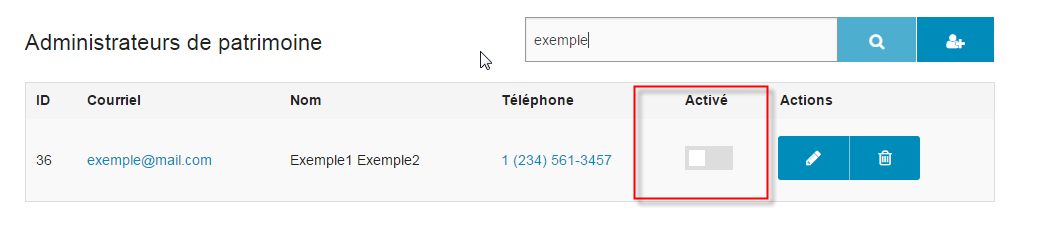 Administrateurs de patrimoine
exemple
ID Courriel Nom Téléphone Activé Actions
36 exemple@mail.com Exemple1 Exemple2 1 (234) 561-3457